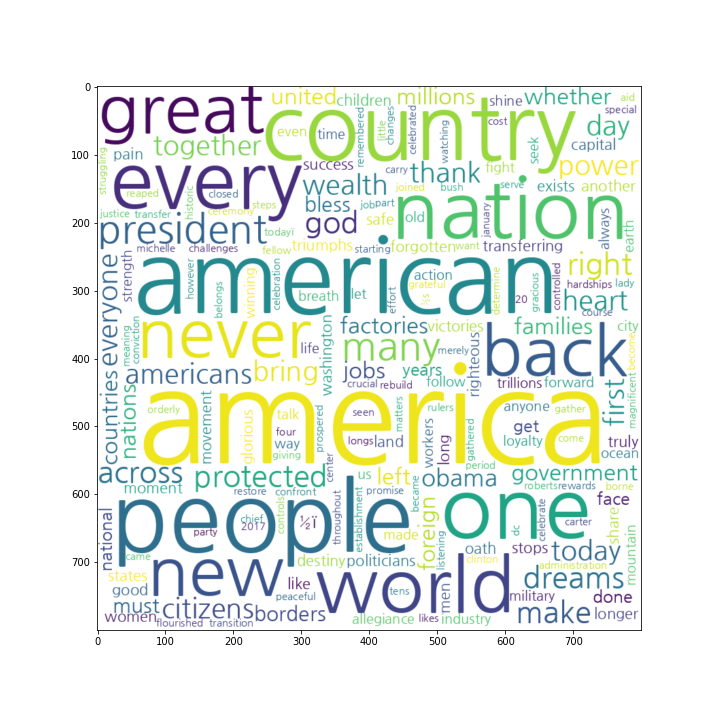 0
100
200
300
400
500
600
700
0 100 200 300 400 500 600 700
great
united
children
millions
shine
whether
aid
special
country
even
time
remembered
little
changes
celebrated
watching
cost
seek
day
capital
together
pain
struggling
success
carry
thank
fight
power
every
reaped
closed
wealth
joined
bush
serve
exists
another
bless
job
part
justice
transfer
historic
steps
ceremony
god
safe
old
nation
january
always
earth
president
todayï
michelle
challenges
fellow
triumphs
starting
forgotten
want
transferring
strength
however
belongs
winning
celebration
american
action
grateful
½s
effort
determine
20
gracious
controlled
right
hardships
lady
heart
course
breath
let
everyone
meaning
conviction
never
life
washington
factories
victories
families
city
become
many
merely
righteous
back
magnificent
americans
bring
jobs
years
crucial
rebuild
follow
trillions
forward
first
countries
nations
orderly
movement
glorious
talk
four
way
giving
prospered
seen
longs
land
matters
rulers
america
anyone
gather
get
loyalty
come
truly
ocean
workers
long
gathered
period
across
moment
protected
center
us
left
obama
government
roberts
rewards
borne
restore
confront
promise
face
national
people
chief
2017
controls
½ï
party
throughout
establishment
became
made
foreign
listening
one
dc
celebrate
carter
share
mountain
came
destiny
politicians
oath
stops
today
states
good
new
like
peaceful
world
tens
clinton
administration
men
dreams
must
citizens
borders
military
done
make
longer
women
flourished
transition
allegiance
likes
industry